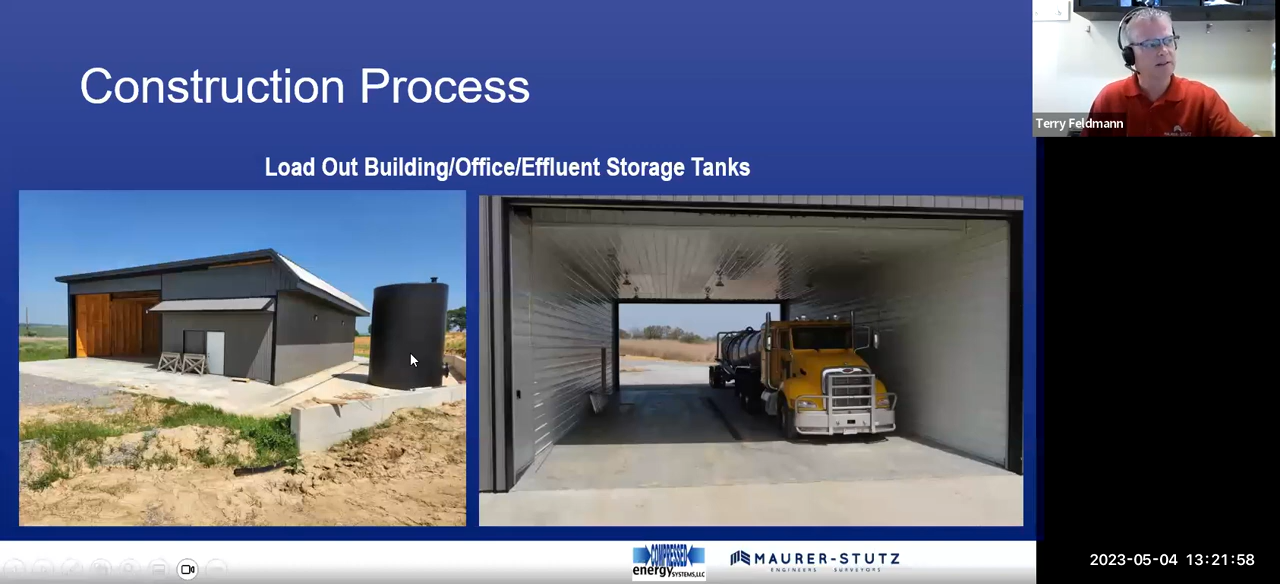 Construction Process
Load Out Building/Office/Effluent Storage Tanks
Terry Feldmann
COMPRESSED
energy SYSTEMS, LLC
MAURER-STUTZ
ENGINEERS SURVEYORS
2023-05-04 13:21:58